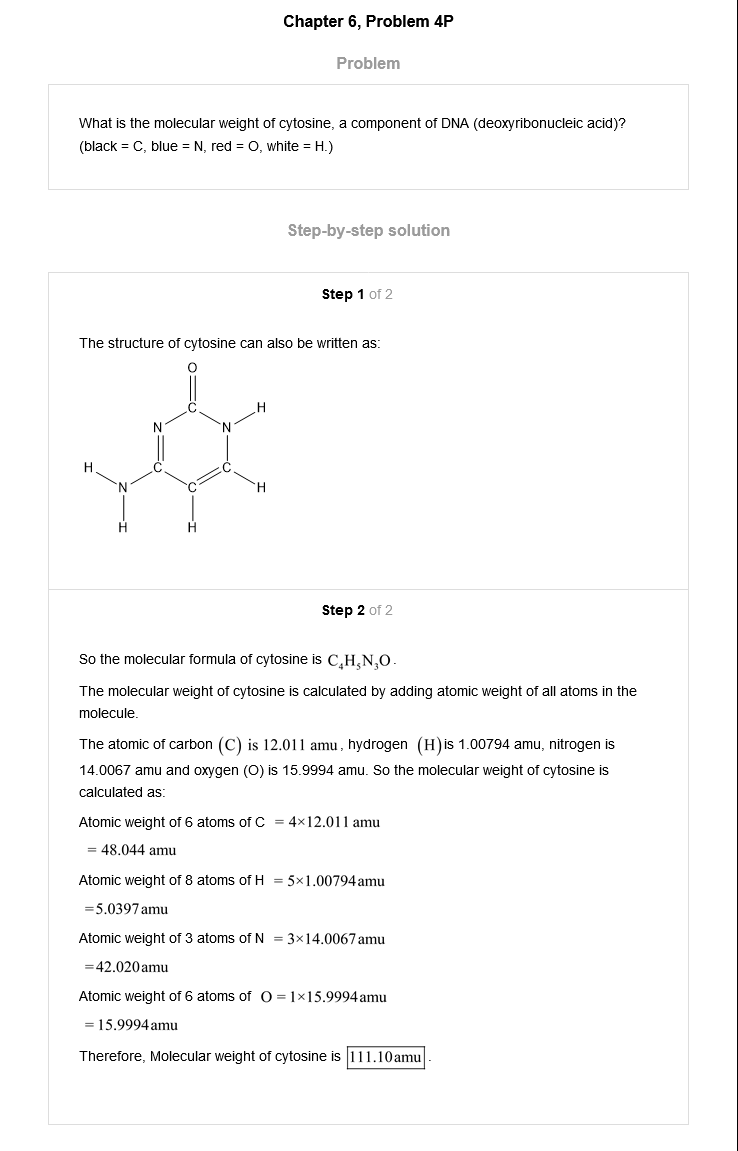 Chapter 6, Problem 4P
Problem
What is the molecular weight of cytosine, a component of DNA (deoxyribonucleic acid)?
(black = C, blue = N, red = O, white = H.)
Step-by-step solution
Step 1 of 2
The structure of cytosine can also be written as:
O
C H
N N
H C C
N C H
H H
Step 2 of 2
So the molecular formula of cytosine is C₄H₅N₃O.
The molecular weight of cytosine is calculated by adding atomic weight of all atoms in the
molecule.
The atomic of carbon (C) is 12.011 amu, hydrogen (H) is 1.00794 amu, nitrogen is
14.0067 amu and oxygen (O) is 15.9994 amu. So the molecular weight of cytosine is
calculated as:
Atomic weight of 6 atoms of C = 4×12.011 amu
= 48.044 amu
Atomic weight of 8 atoms of H = 5×1.00794 amu
=5.0397 amu
Atomic weight of 3 atoms of N = 3×14.0067 amu
=42.020 amu
Atomic weight of 6 atoms of O = 1×15.9994 amu
= 15.9994 amu
Therefore, Molecular weight of cytosine is 111.10 amu.